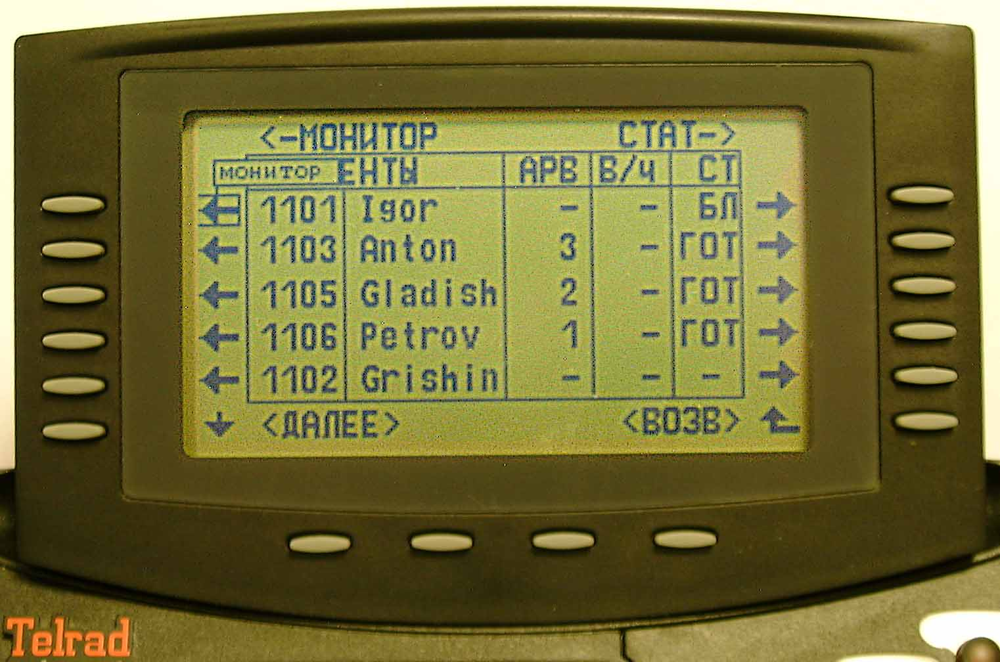 <-МОНИТОР СТАТ->
МОНИТОР ЕНТЫ АРВ В/Ч СТ
1101 Igor - - БЛ
1103 Anton 3 - ГОТ
1105 Gladish 2 - ГОТ
1106 Petrov 1 - ГОТ
1102 Grishin - - -
<ДАЛЕЕ> <ВОЗВ>
Telrad